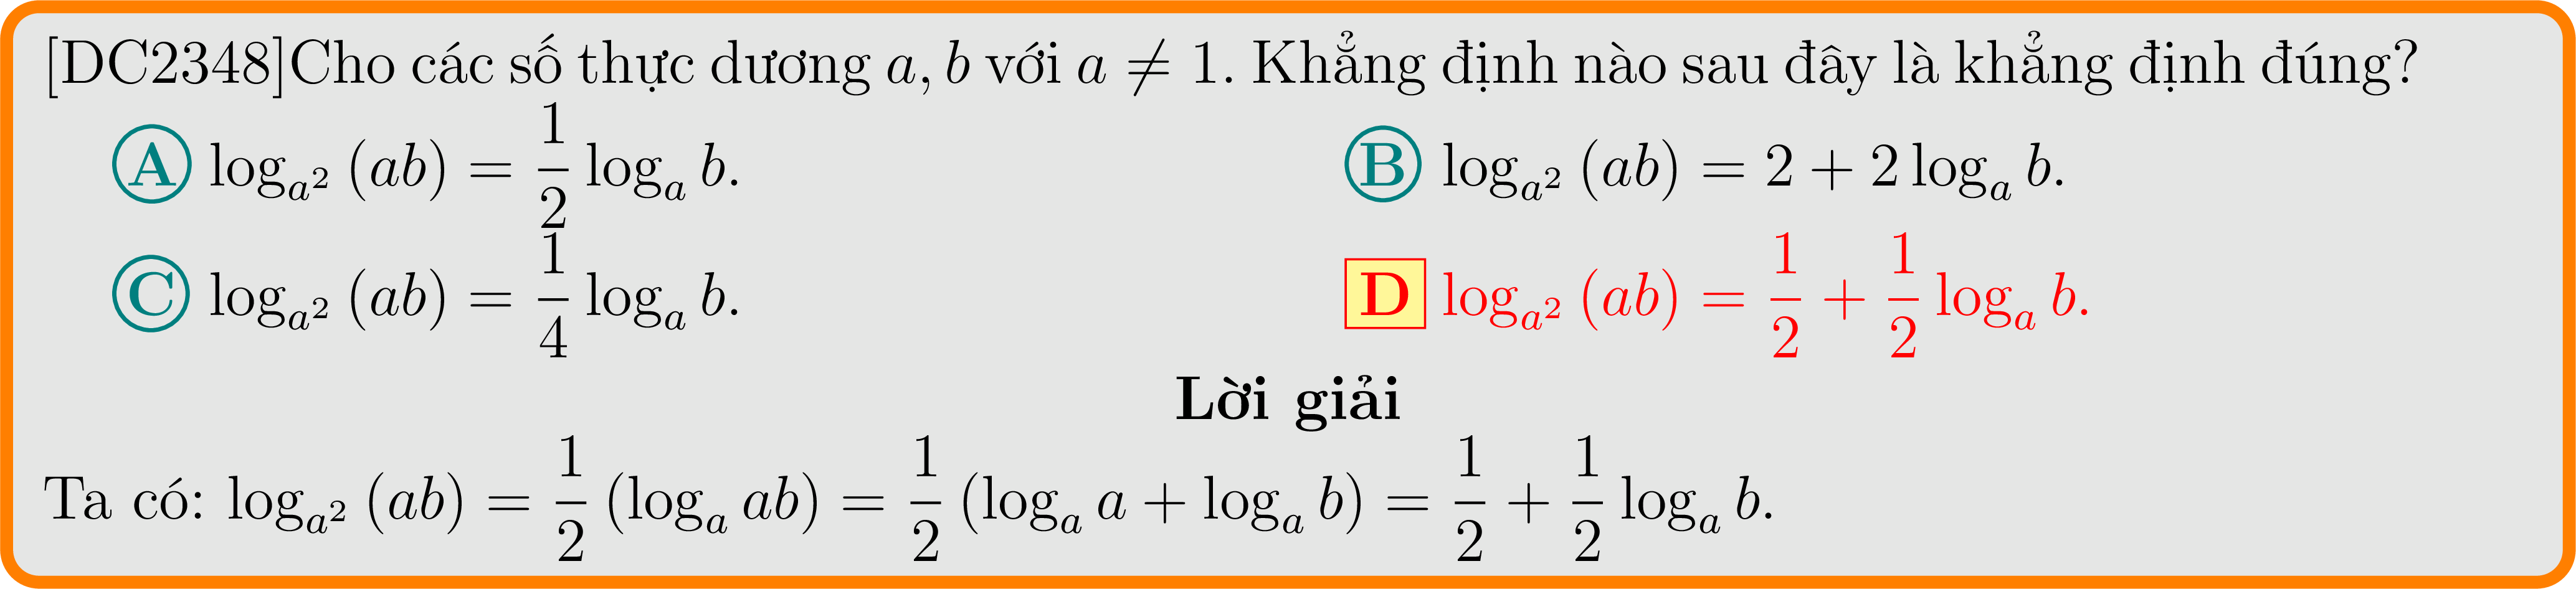 [DC2348]Cho các số thực dương a, b với a ≠ 1. Khẳng định nào sau đây là khẳng định đúng?
A log_{a^2} (ab) = \frac{1}{2} log_a b. B log_{a^2} (ab) = 2 + 2 log_a b.
C log_{a^2} (ab) = \frac{1}{4} log_a b. D log_{a^2} (ab) = \frac{1}{2} + \frac{1}{2} log_a b.
Lời giải
Ta có: log_{a^2} (ab) = \frac{1}{2} (log_a ab) = \frac{1}{2} (log_a a + log_a b) = \frac{1}{2} + \frac{1}{2} log_a b.